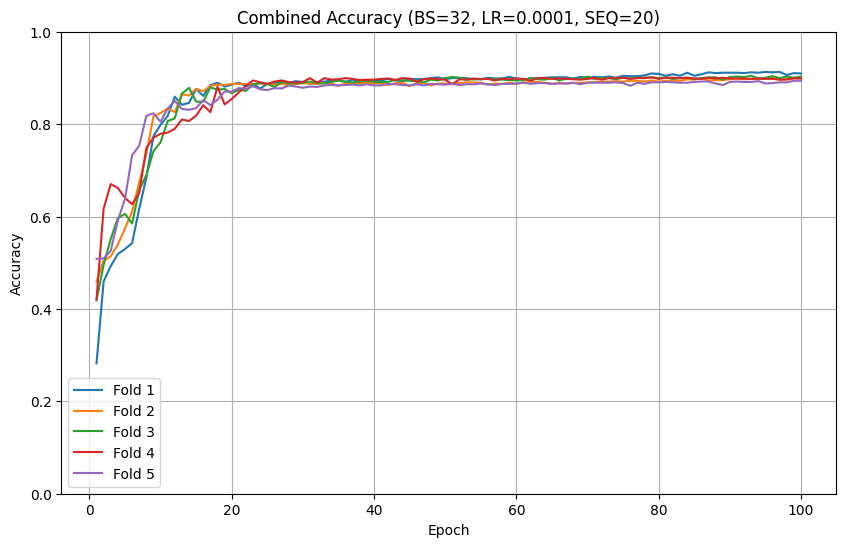 Combined Accuracy (BS=32, LR=0.0001, SEQ=20)
1.0
0.8
0.6
0.4
0.2
0.0
Accuracy
Fold 1
Fold 2
Fold 3
Fold 4
Fold 5
0 20 40 60 80 100
Epoch